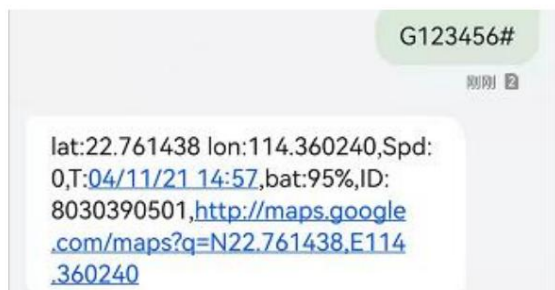 G123456#
刚刚 2
lat:22.761438 lon:114.360240,Spd:
0,T:04/11/21 14:57,bat:95%,ID:
8030390501,http://maps.google
.com/maps?q=N22.761438,E114
.360240